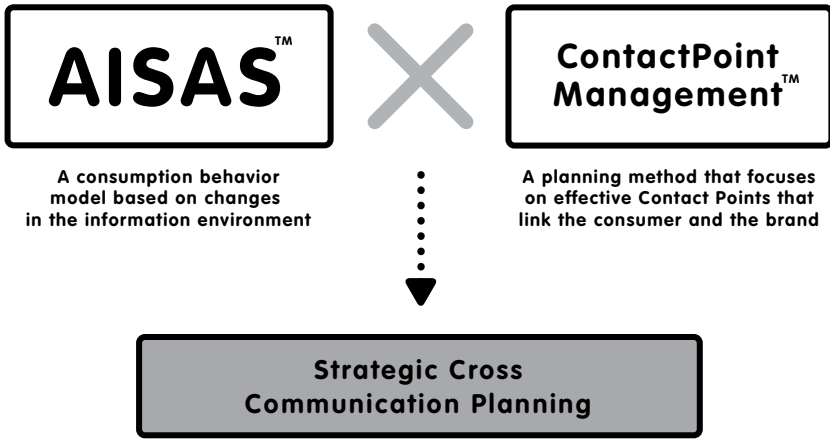 AISAS™
ContactPoint
Management™
A consumption behavior
model based on changes
in the information environment
A planning method that focuses
on effective Contact Points that
link the consumer and the brand
Strategic Cross
Communication Planning